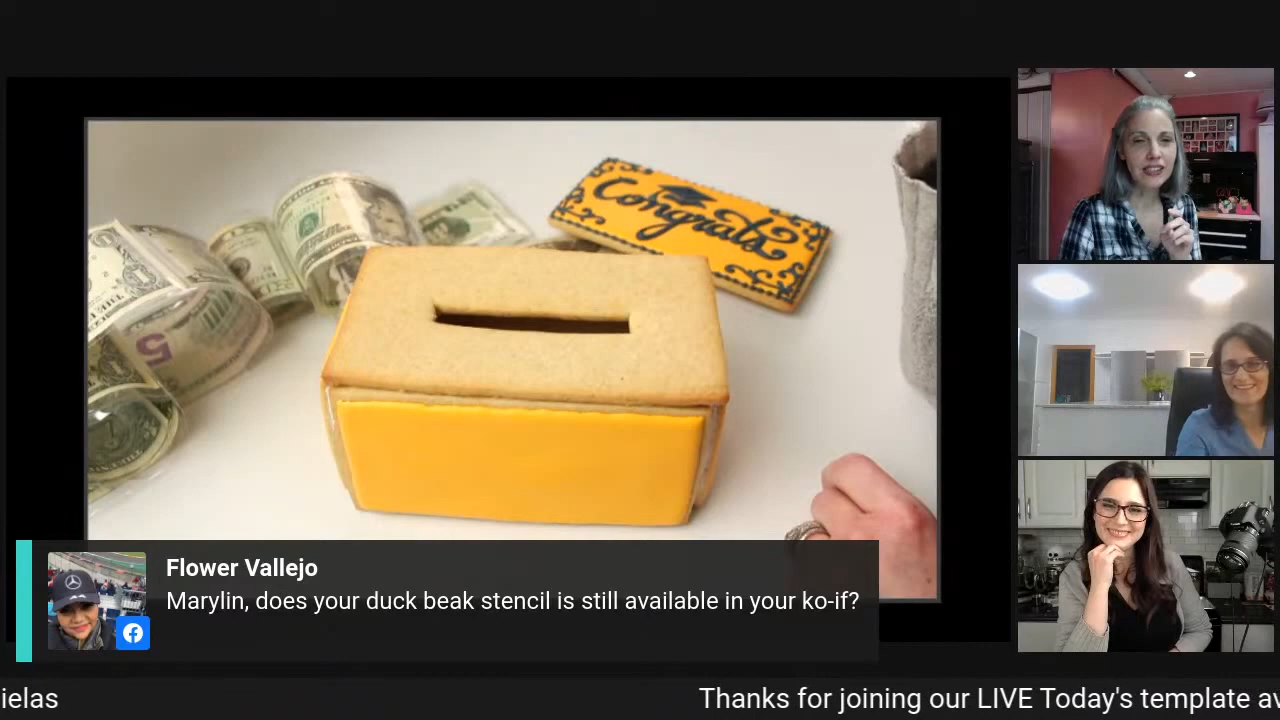 Congrats
5
Flower Vallejo
Marylin, does your duck beak stencil is still available in your ko-if?
ielas
Thanks for joining our LIVE Today's template av